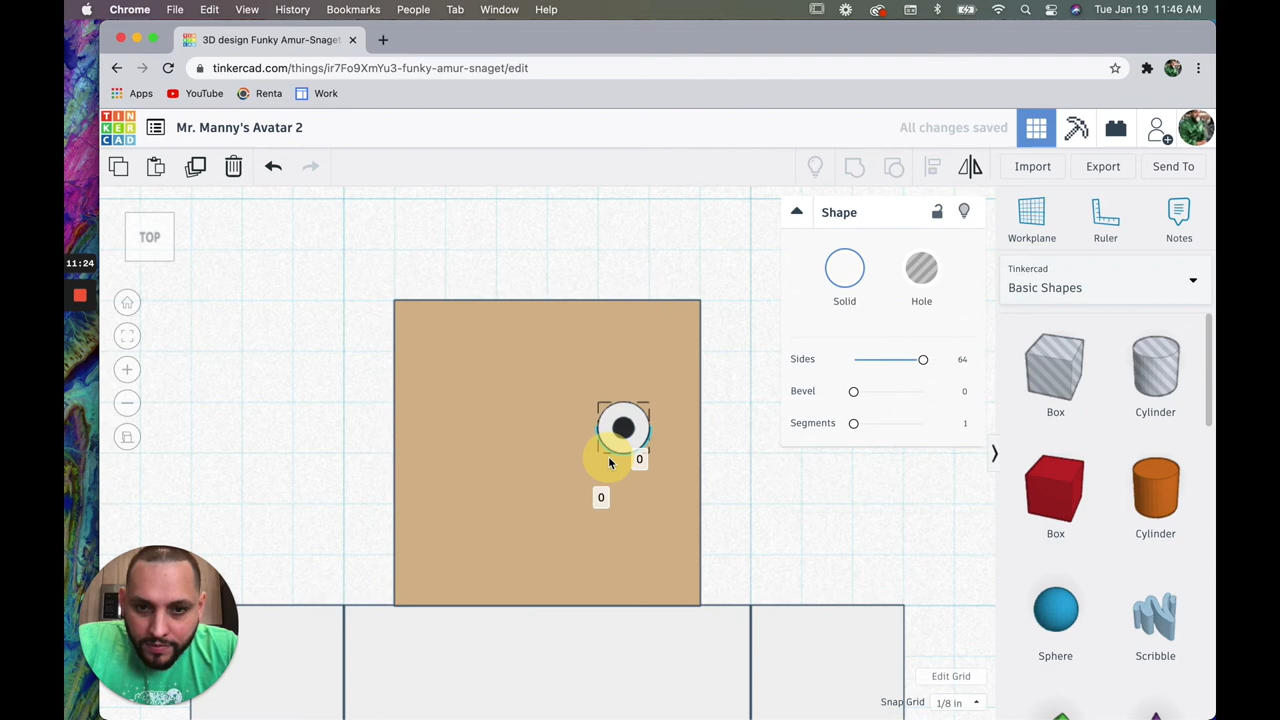 Chrome File Edit View History Bookmarks People Tab Window Help Tue Jan 19 11:46 AM
3D design Funky Amur-Snaget
tinkercad.com/things/ir7Fo9XmYu3-funky-amur-snaget/edit
Apps YouTube Renta Work
TIN
KER
CAD
Mr. Manny's Avatar 2
All changes saved
Import Export Send To
Shape
TOP
Workplane Ruler Notes
11:24
Tinkercad
Basic Shapes
Solid Hole
Sides 64
Bevel 0
Segments 1
Box Cylinder
0
0
Box Cylinder
Sphere Scribble
Edit Grid
Snap Grid 1/8 in